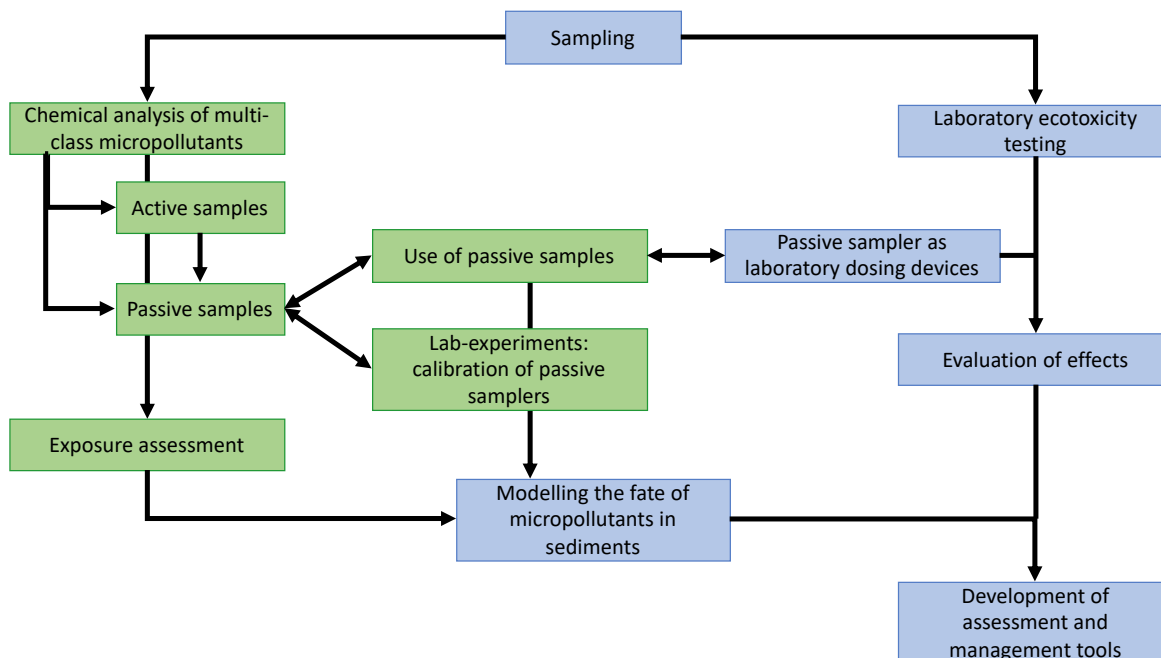 Sampling
Chemical analysis of multi-
class micropollutants
Laboratory ecotoxicity
testing
Active samples
Use of passive samples
Passive sampler as
laboratory dosing devices
Passive samples
Lab-experiments:
calibration of passive
samplers
Evaluation of effects
Exposure assessment
Modelling the fate of
micropollutants in
sediments
Development of
assessment and
management tools